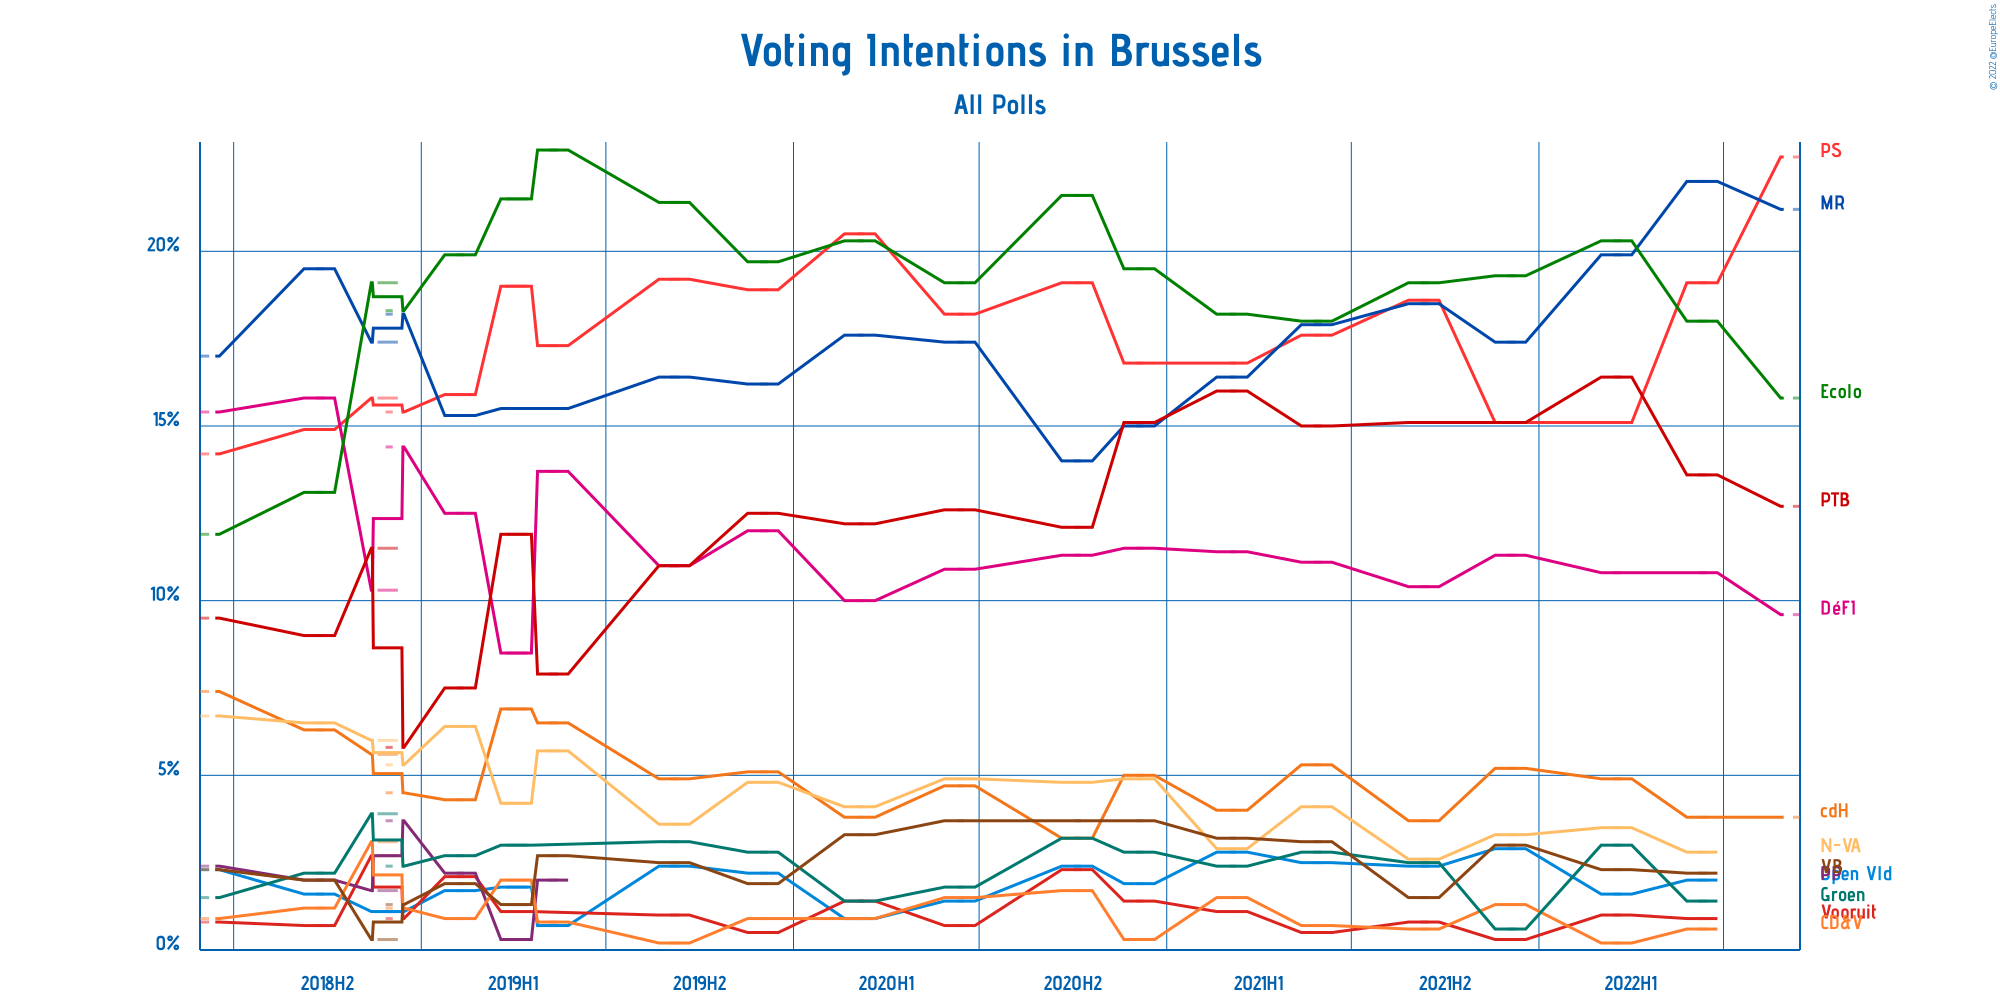 © 2022 @EuropeElects
Voting Intentions in Brussels
All Polls
PS
MR
20%
Ecolo
15%
PTB
10%
DéFI
5%
cdH
N-VA
VB
Open Vld
Groen
Vooruit
CD&V
0%
2018H2
2019H1
2019H2
2020H1
2020H2
2021H1
2021H2
2022H1